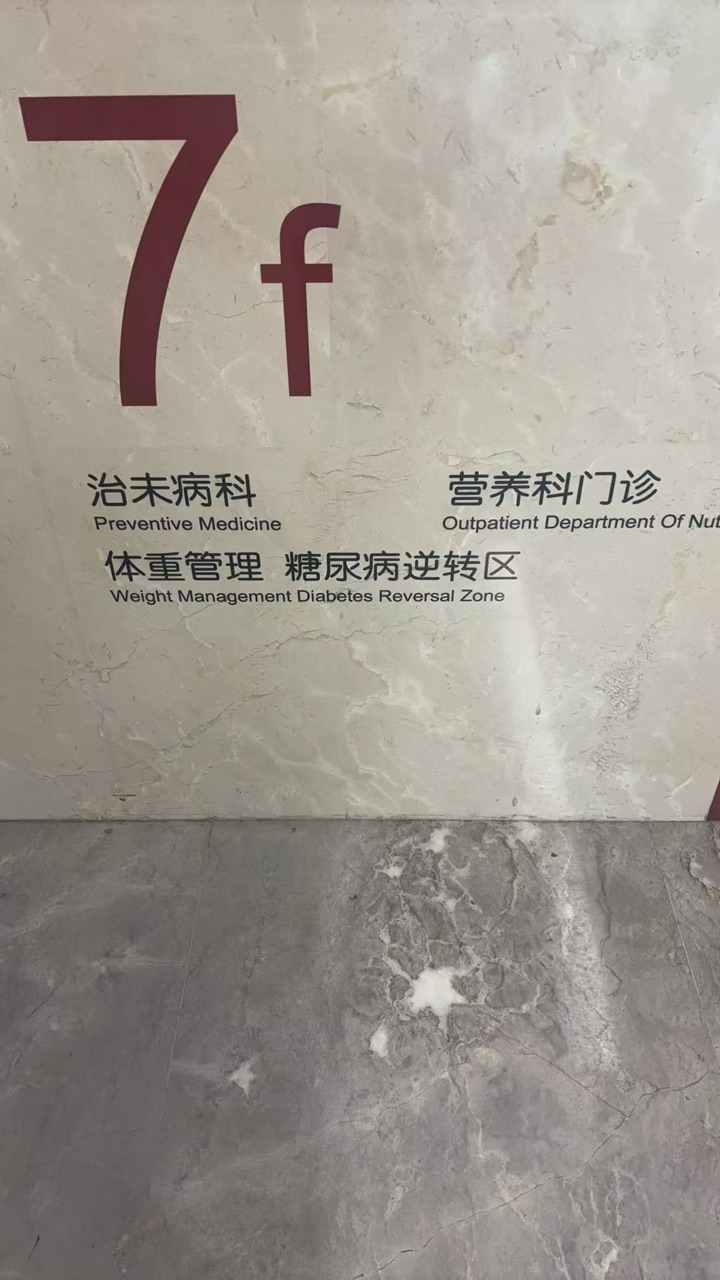 7f
治未病科 营养科门诊
Preventive Medicine Outpatient Department Of
体重管理 糖尿病逆转区
Weight Management Diabetes Reversal Zone